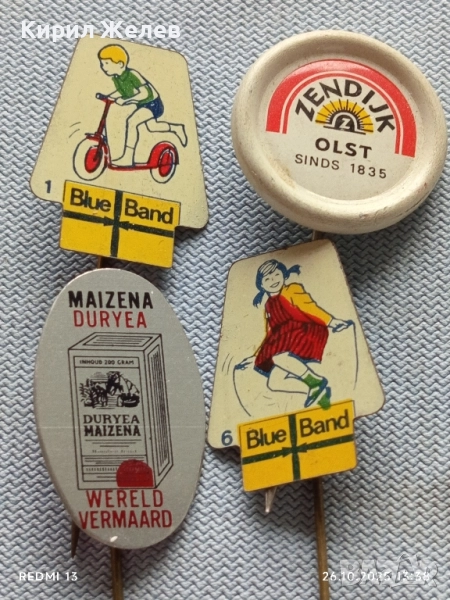 Кирил Желев
1
Blue Band
ZENDIJK
OLST
SINDS 1835
MAIZENA
DURYEA
INHOUD 200 GRAM
DURYEA
MAIZENA
WERELD
VERMAARD
6
Blue Band
REDMI 13